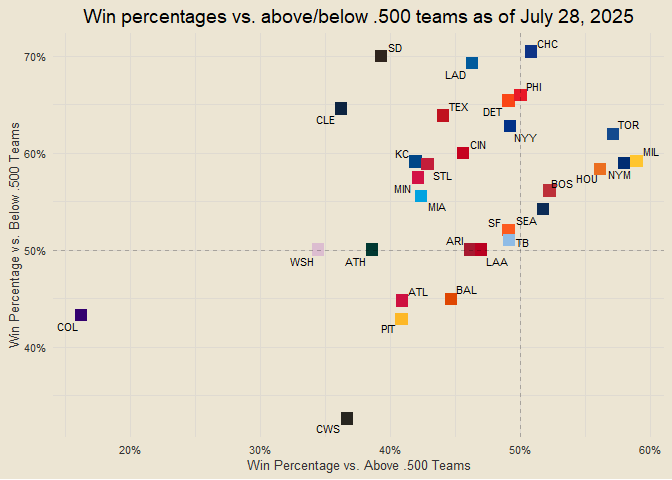 Win percentages vs. above/below .500 teams as of July 28, 2025
Win Percentage vs. Below .500 Teams
70%
60%
50%
40%
SD
CHC
LAD
PHI
CLE
TEX
DET
TOR
NYY
KC
CIN
MIL
STL
HOU
NYM
MIN
BOS
MIA
SF
SEA
ARI
TB
WSH
ATH
LAA
ATL
BAL
COL
PIT
CWS
20%
30%
40%
50%
60%
Win Percentage vs. Above .500 Teams